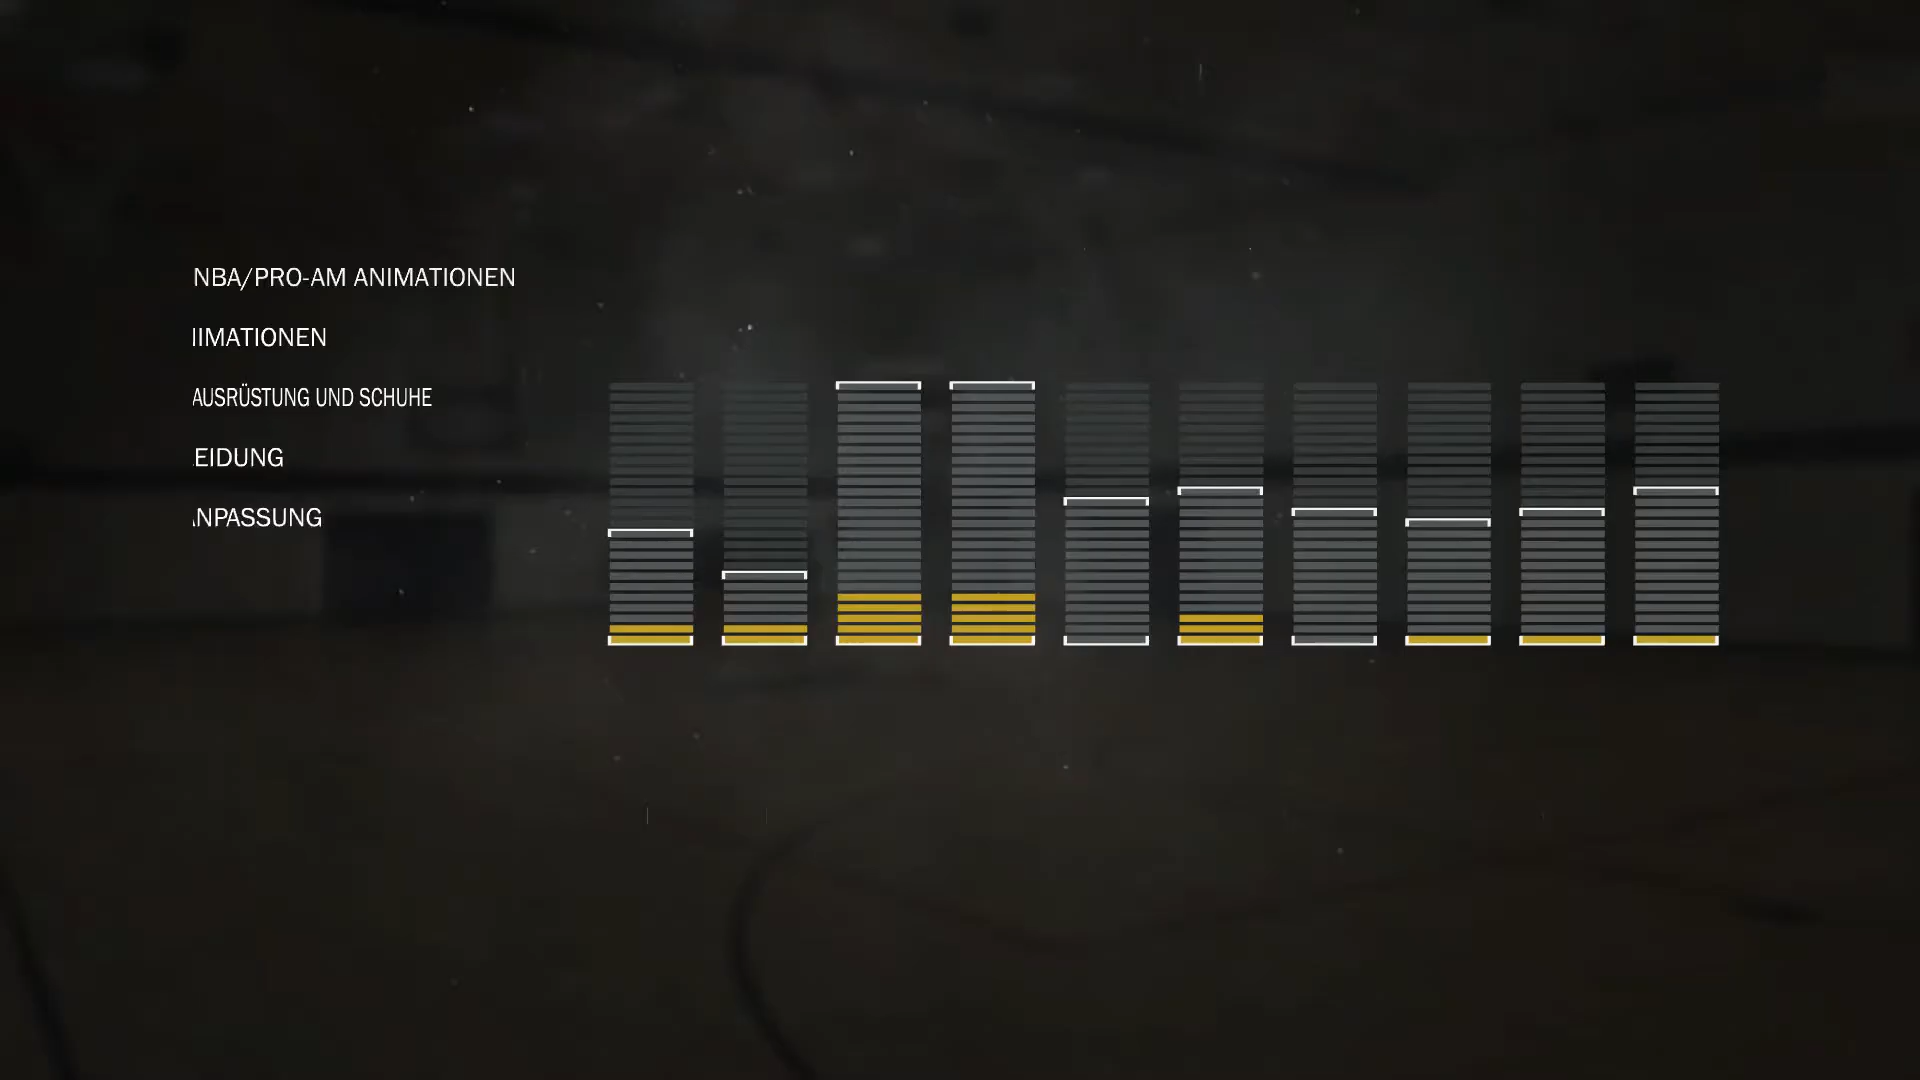 NBA/PRO-AM ANIMATIONEN
IIMATIONEN
AUSRÜSTUNG UND SCHUHE
EIDUNG
NPASSUNG